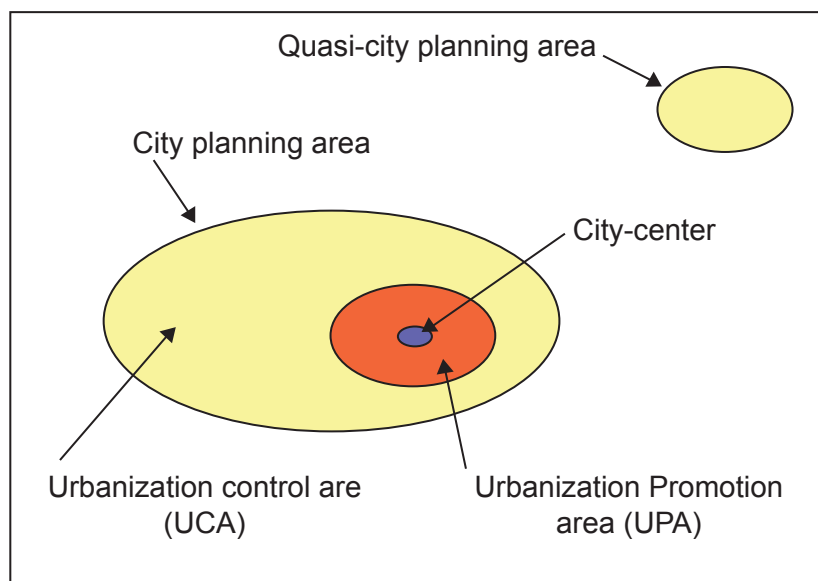 Quasi-city planning area
City planning area
City-center
Urbanization control are
(UCA)
Urbanization Promotion
area (UPA)